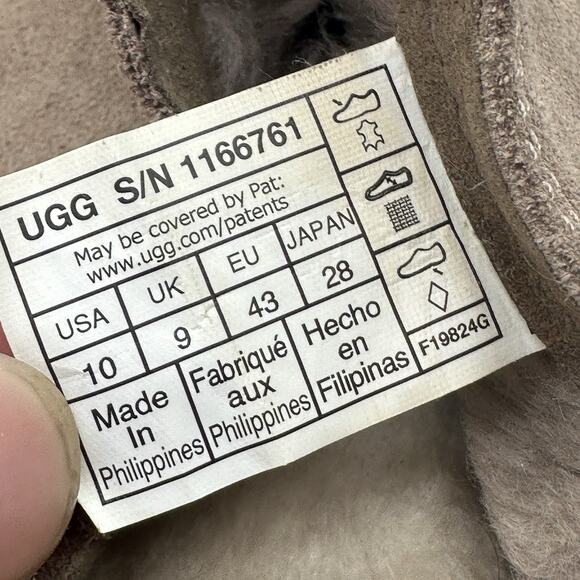 UGG S/N 1166761
May be covered by Pat:
www.ugg.com/patents
USA UK EU JAPAN
10 9 43 28
Made In Philippines
Fabriqué aux Philippines
Hecho en Filipinas
F19824G